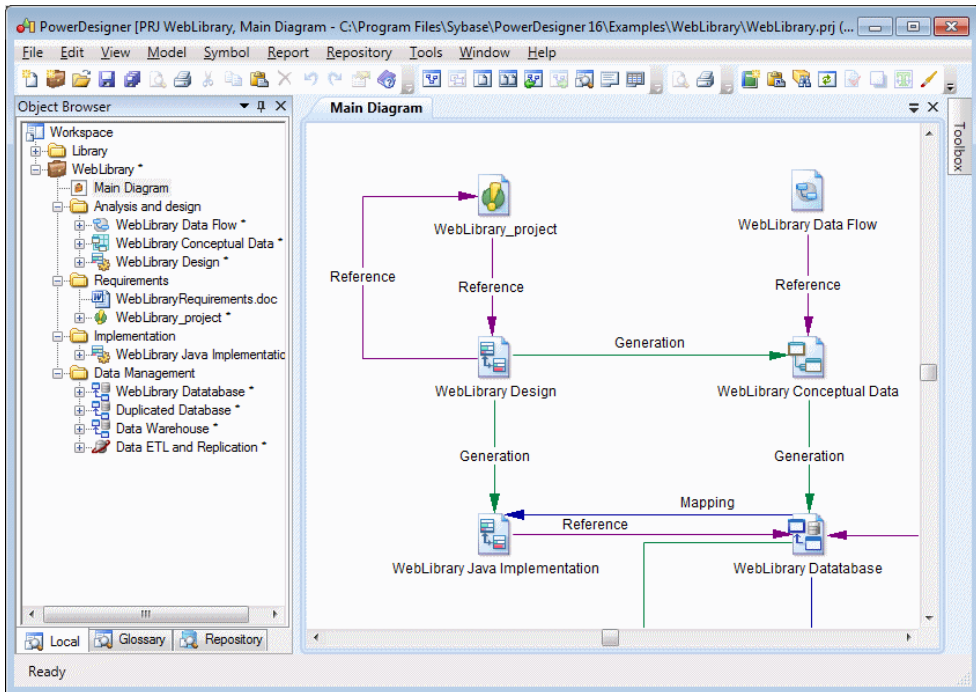 PowerDesigner [PRJ WebLibrary, Main Diagram - C:\Program Files\Sybase\PowerDesigner 16\Examples\WebLibrary\WebLibrary.prj (...
File Edit View Model Symbol Report Repository Tools Window Help
Object Browser
Workspace
Library
WebLibrary *
Main Diagram
Analysis and design
WebLibrary Data Flow *
WebLibrary Conceptual Data *
WebLibrary Design *
Requirements
WebLibraryRequirements.doc
WebLibrary_project *
Implementation
WebLibrary Java Implementatic
Data Management
WebLibrary Datatabase *
Duplicated Database *
Data Warehouse *
Data ETL and Replication *
Local Glossary Repository
Main Diagram
Toolbox
WebLibrary_project
WebLibrary Data Flow
Reference
Reference
Reference
Generation
WebLibrary Design
WebLibrary Conceptual Data
Generation
Generation
Mapping
Reference
WebLibrary Java Implementation
WebLibrary Datatabase
Ready